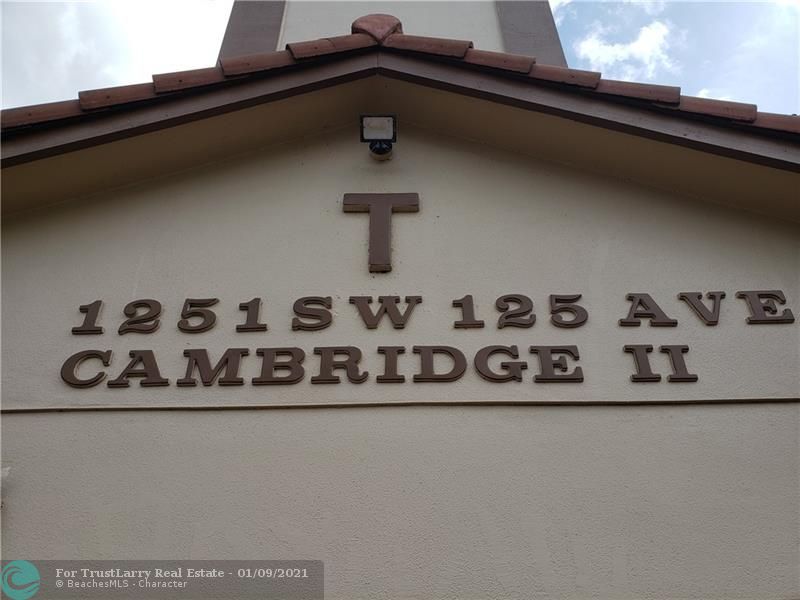 T
1251 SW 125 AVE
CAMBRIDGE II
For TrustLarry Real Estate - 01/09/2021
© BeachesMLS - Character